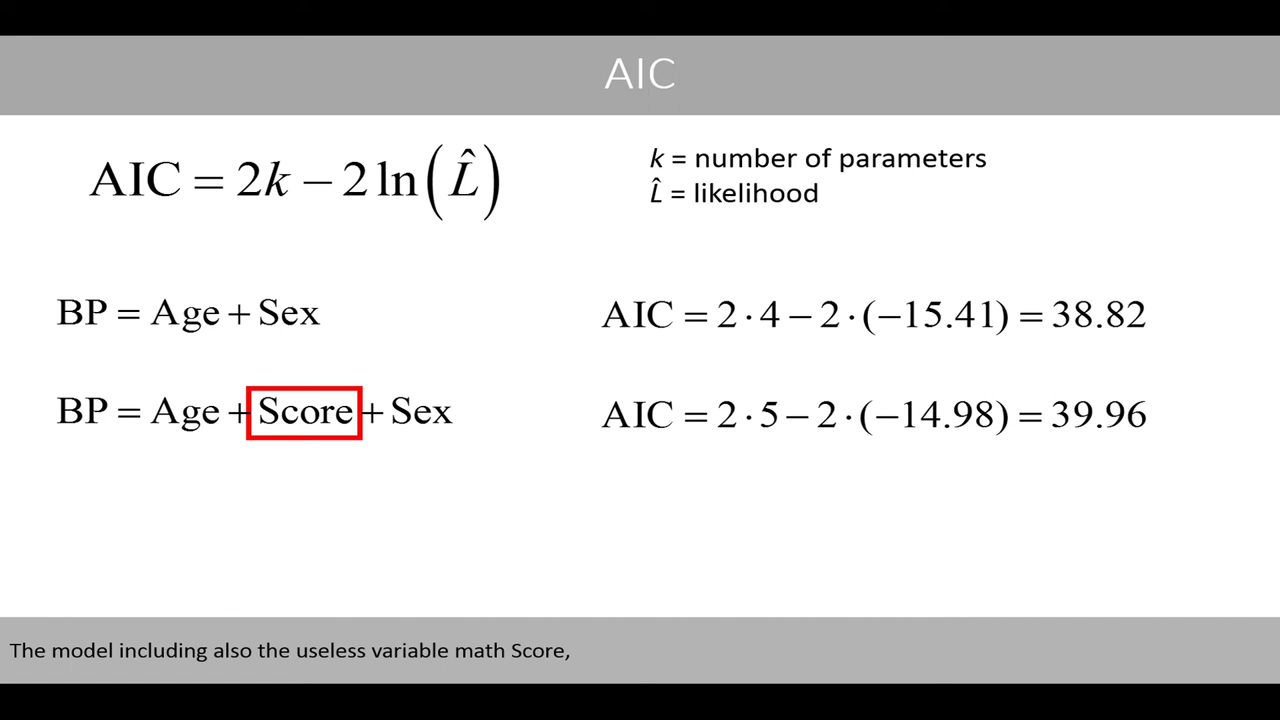 AIC
AIC = 2k − 2 ln(L̂)
k = number of parameters
L̂ = likelihood
BP = Age + Sex
AIC = 2 · 4 − 2 · (−15.41) = 38.82
BP = Age + Score + Sex
AIC = 2 · 5 − 2 · (−14.98) = 39.96
The model including also the useless variable math Score,